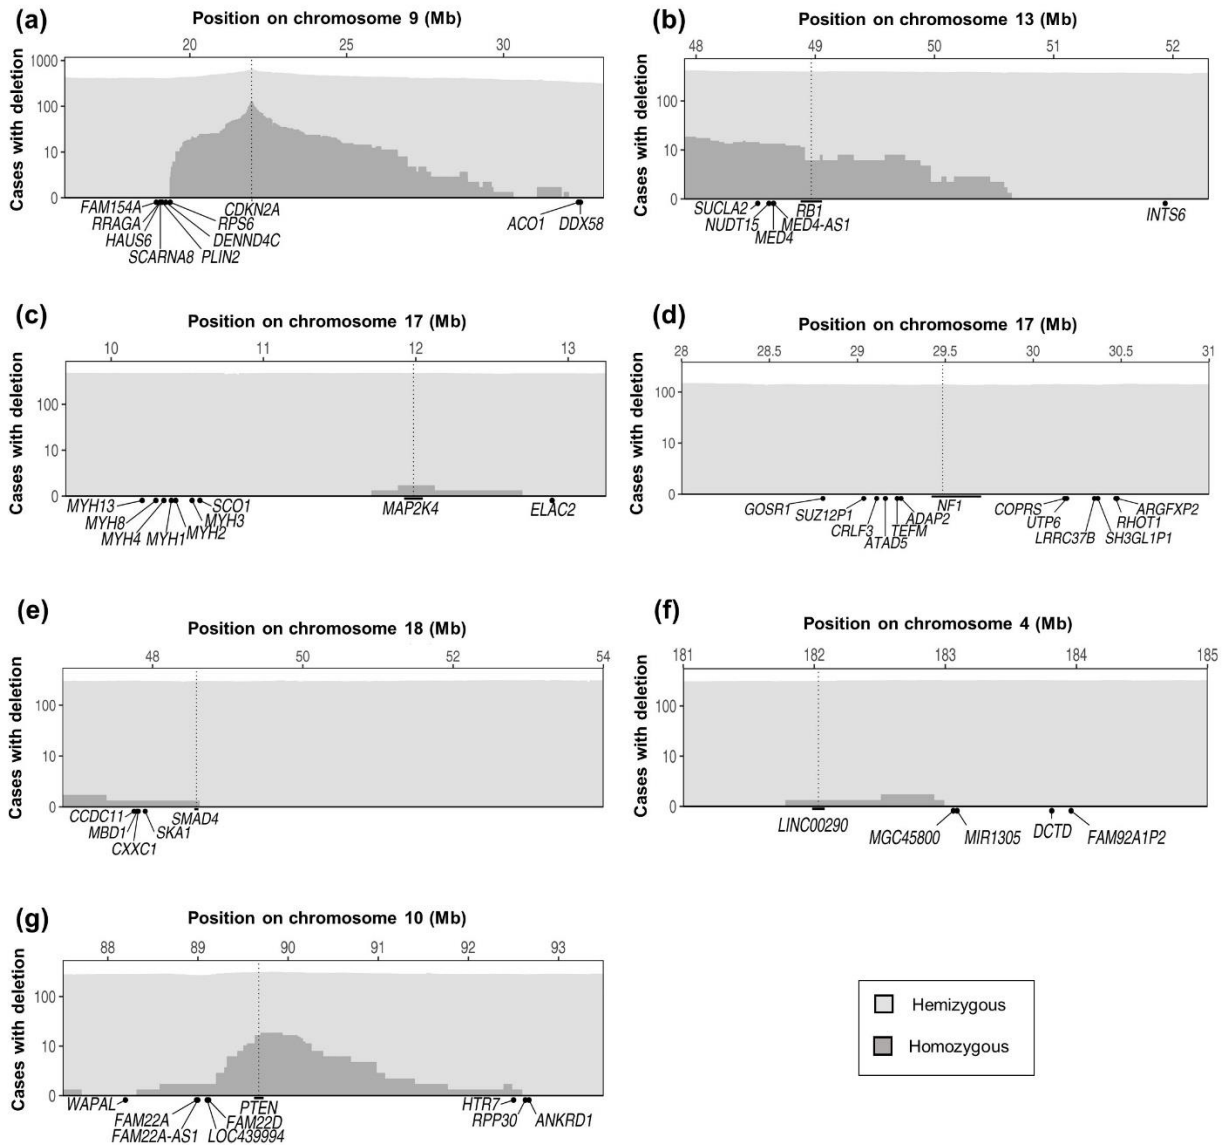 (a)
Position on chromosome 9 (Mb)
20 25 30
Cases with deletion
1000
100
10
0
FAM154A CDKN2A ACO1 DDX58
RRAGA RPS6
HAUS6 DENND4C
SCARNA8 PLIN2
(b)
Position on chromosome 13 (Mb)
48 49 50 51 52
Cases with deletion
100
10
0
SUCLA2 RB1 INTS6
NUDT15 MED4-AS1
MED4
(c)
Position on chromosome 17 (Mb)
10 11 12 13
Cases with deletion
100
10
0
MYH13 SCO1 MAP2K4 ELAC2
MYH8 MYH3
MYH4 MYH1 MYH2
(d)
Position on chromosome 17 (Mb)
28 28.5 29 29.5 30 30.5 31
Cases with deletion
100
10
0
GOSR1 SUZ12P1 ADAP2 NF1 COPRS ARGFXP2
CRLF3 TEFM UTP6 RHOT1
ATAD5 LRRC37B SH3GL1P1
(e)
Position on chromosome 18 (Mb)
48 50 52 54
Cases with deletion
100
10
0
CCDC11 SMAD4
MBD1 SKA1
CXXC1
(f)
Position on chromosome 4 (Mb)
181 182 183 184 185
Cases with deletion
100
10
0
LINC00290 MGC45800 MIR1305 DCTD FAM92A1P2
(g)
Position on chromosome 10 (Mb)
88 89 90 91 92 93
Cases with deletion
100
10
0
WAPAL PTEN HTR7
FAM22A FAM22D RPP30 ANKRD1
FAM22A-AS1 LOC439994
Hemizygous
Homozygous